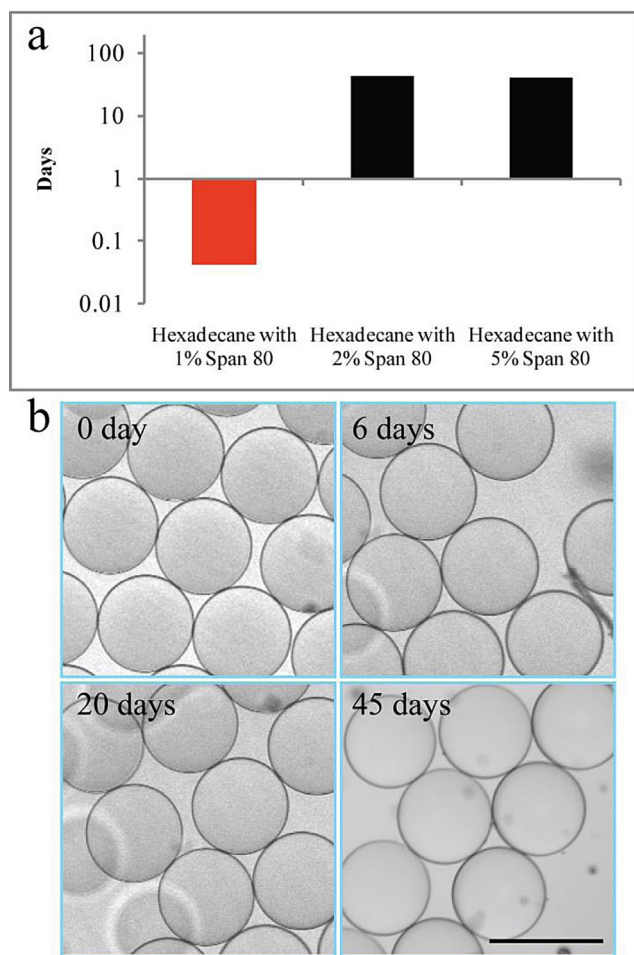 a
100
10
1
0.1
0.01
Days
Hexadecane with
1% Span 80
Hexadecane with
2% Span 80
Hexadecane with
5% Span 80
b
0 day
6 days
20 days
45 days